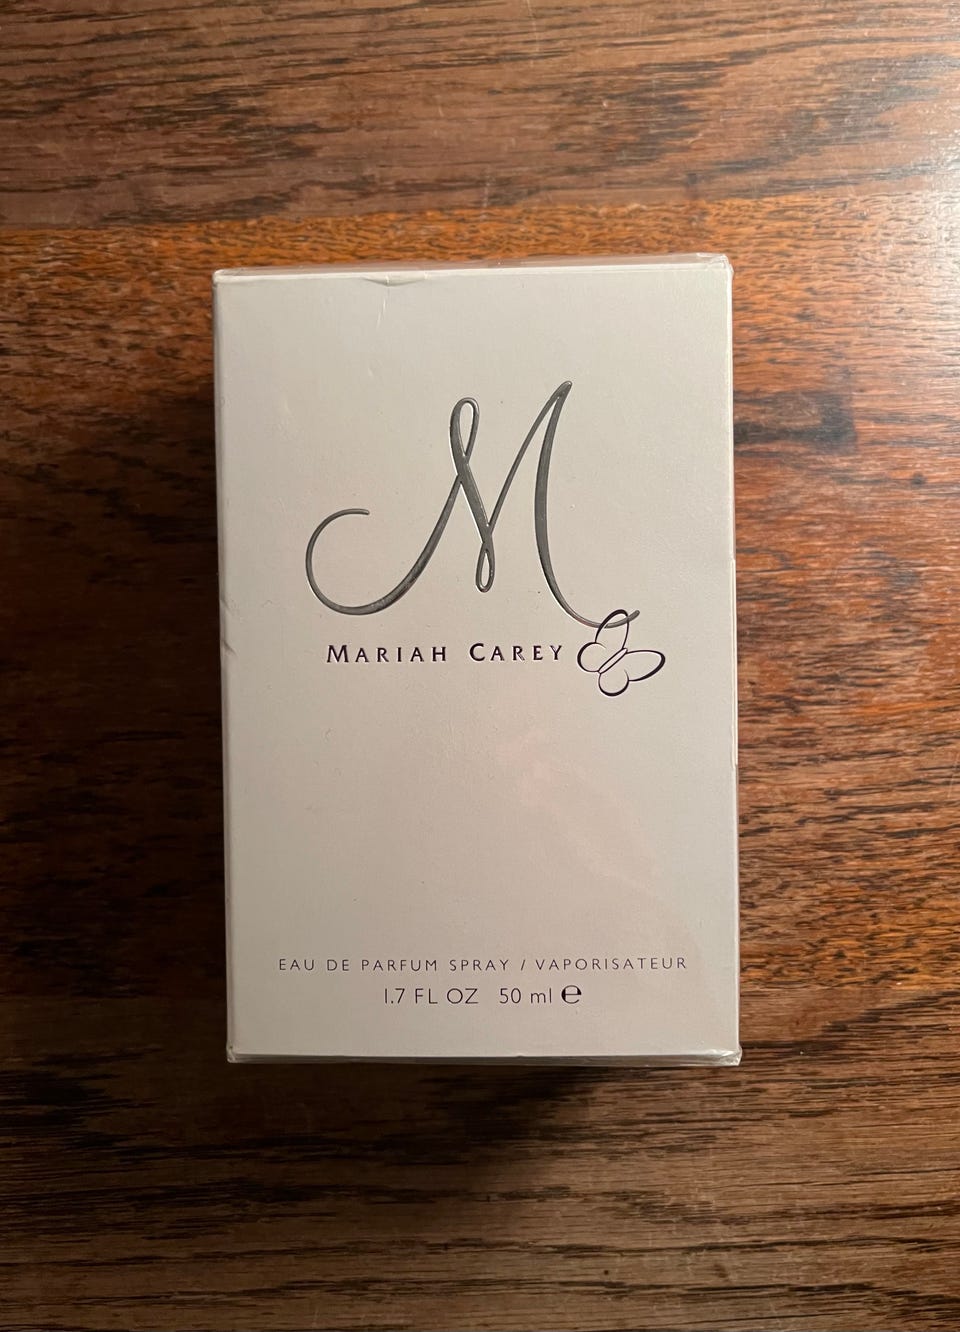 M
MARIAH CAREY
EAU DE PARFUM SPRAY / VAPORISATEUR
1.7 FL OZ 50 ml ℮